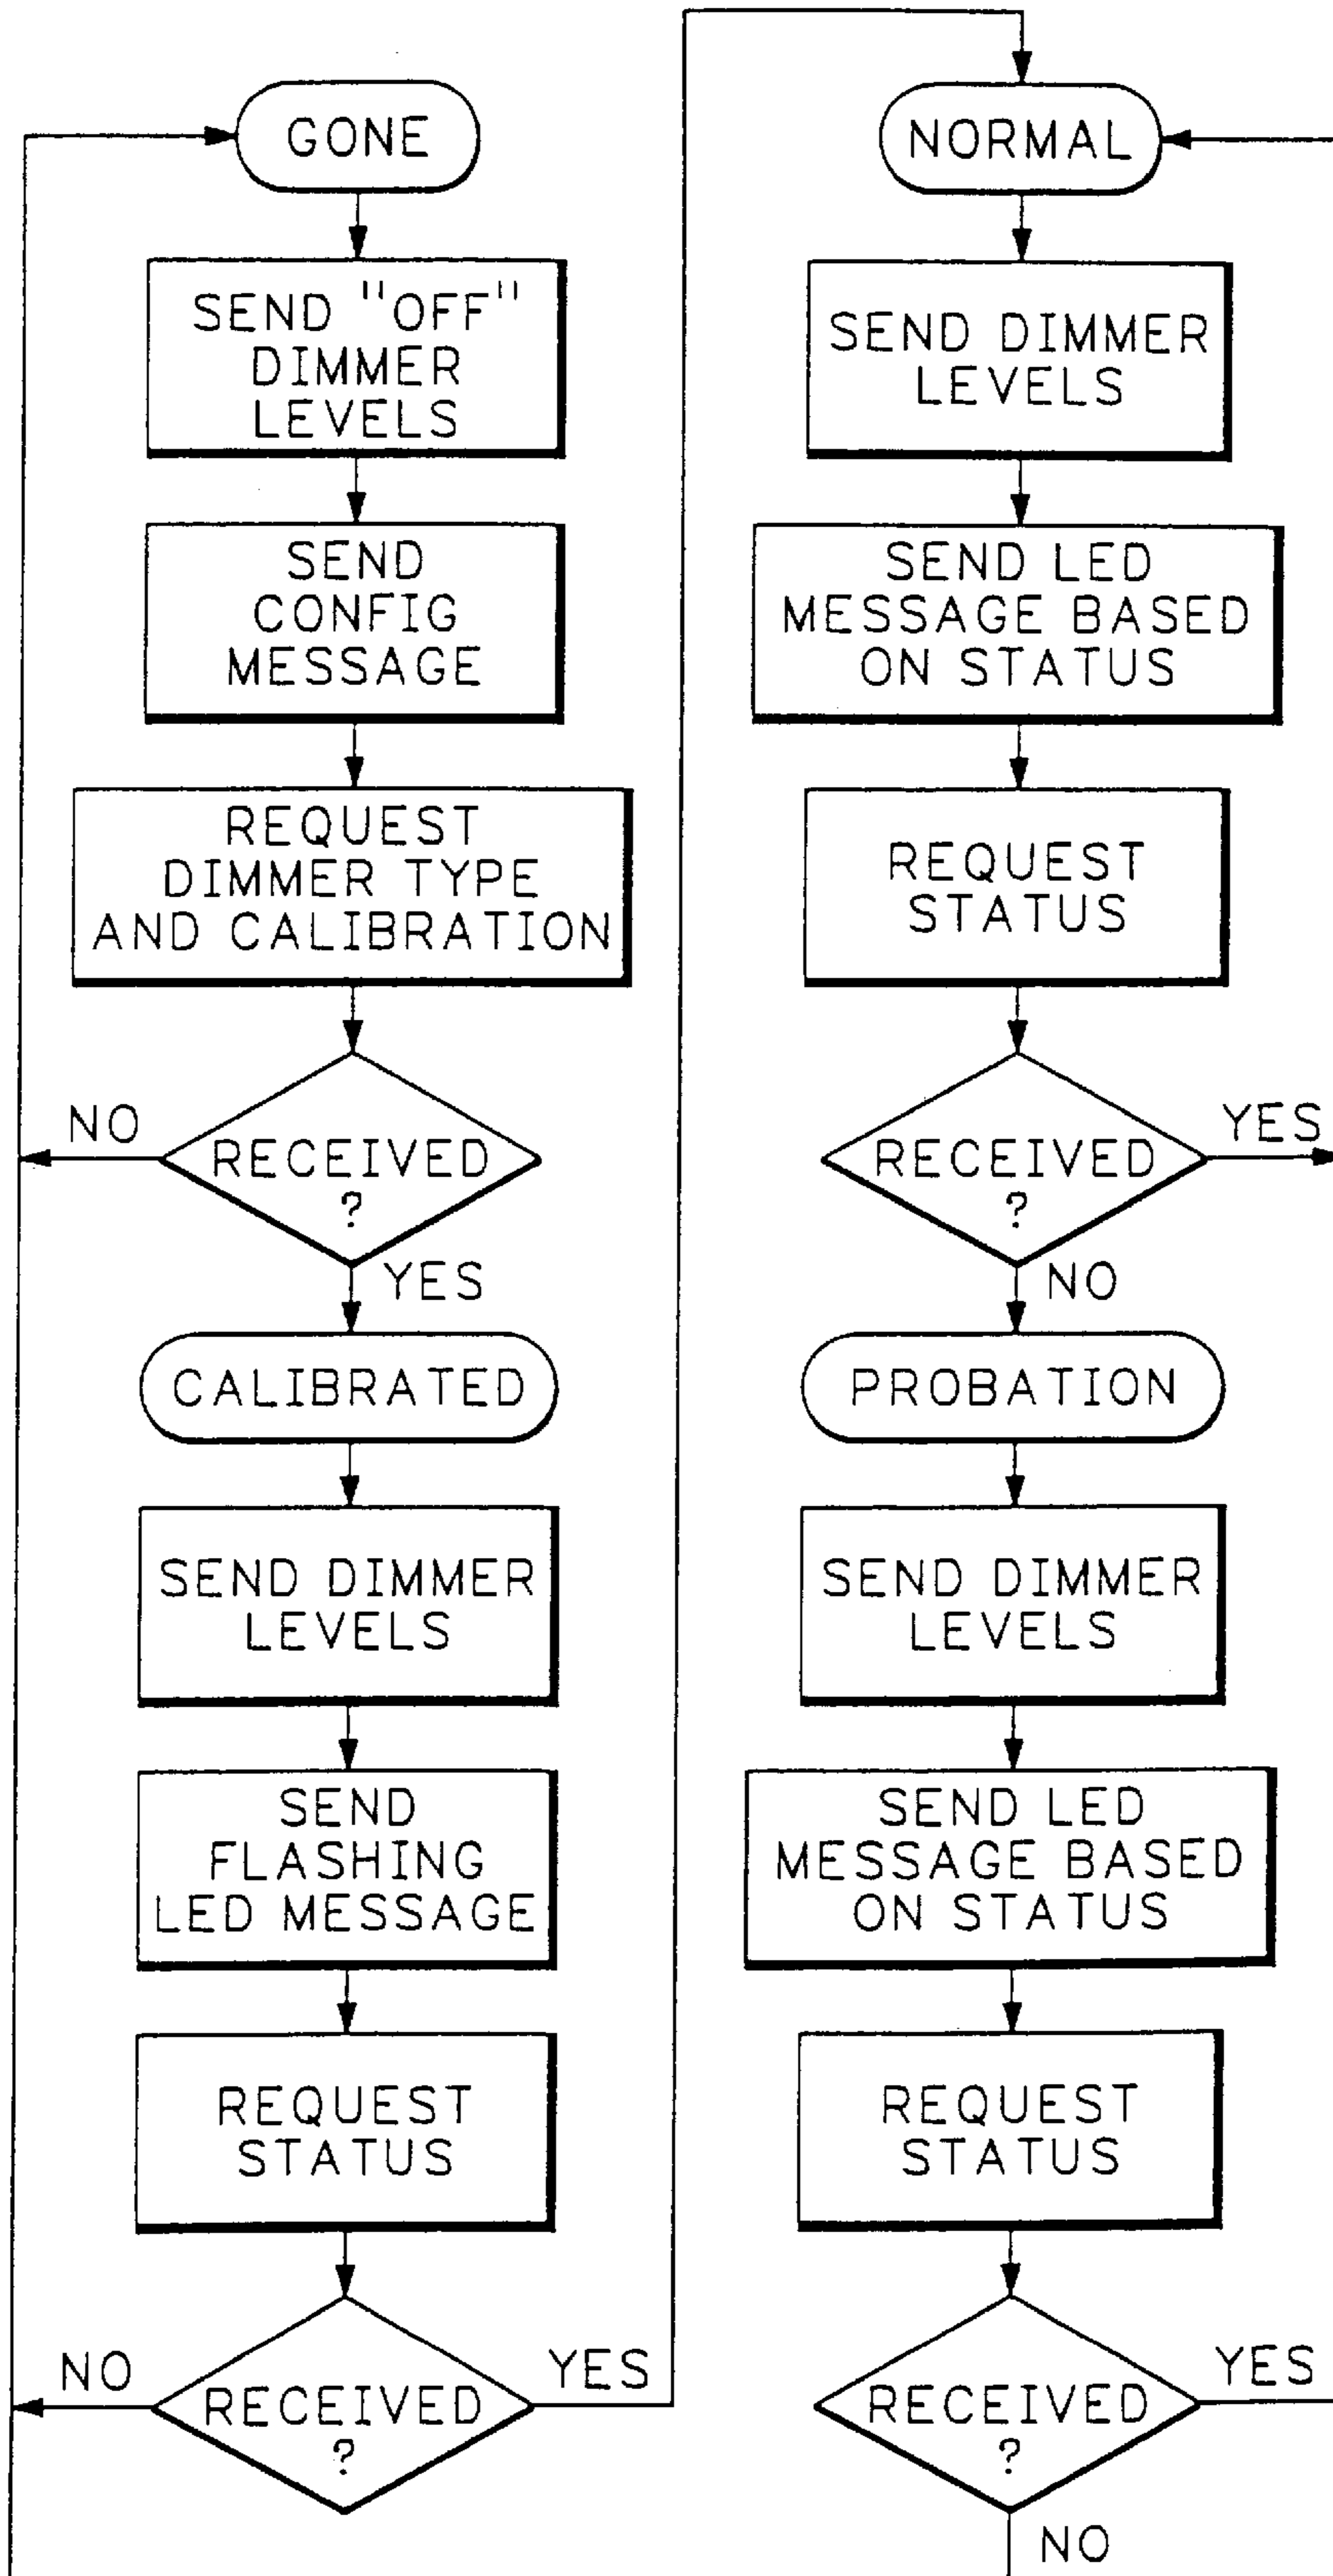 GONE
SEND "OFF"
DIMMER
LEVELS
SEND
CONFIG
MESSAGE
REQUEST
DIMMER TYPE
AND CALIBRATION
NO
RECEIVED
?
YES
CALIBRATED
SEND DIMMER
LEVELS
SEND
FLASHING
LED MESSAGE
REQUEST
STATUS
NO
YES
RECEIVED
?
NORMAL
SEND DIMMER
LEVELS
SEND LED
MESSAGE BASED
ON STATUS
REQUEST
STATUS
YES
RECEIVED
?
NO
PROBATION
SEND DIMMER
LEVELS
SEND LED
MESSAGE BASED
ON STATUS
REQUEST
STATUS
YES
RECEIVED
?
NO